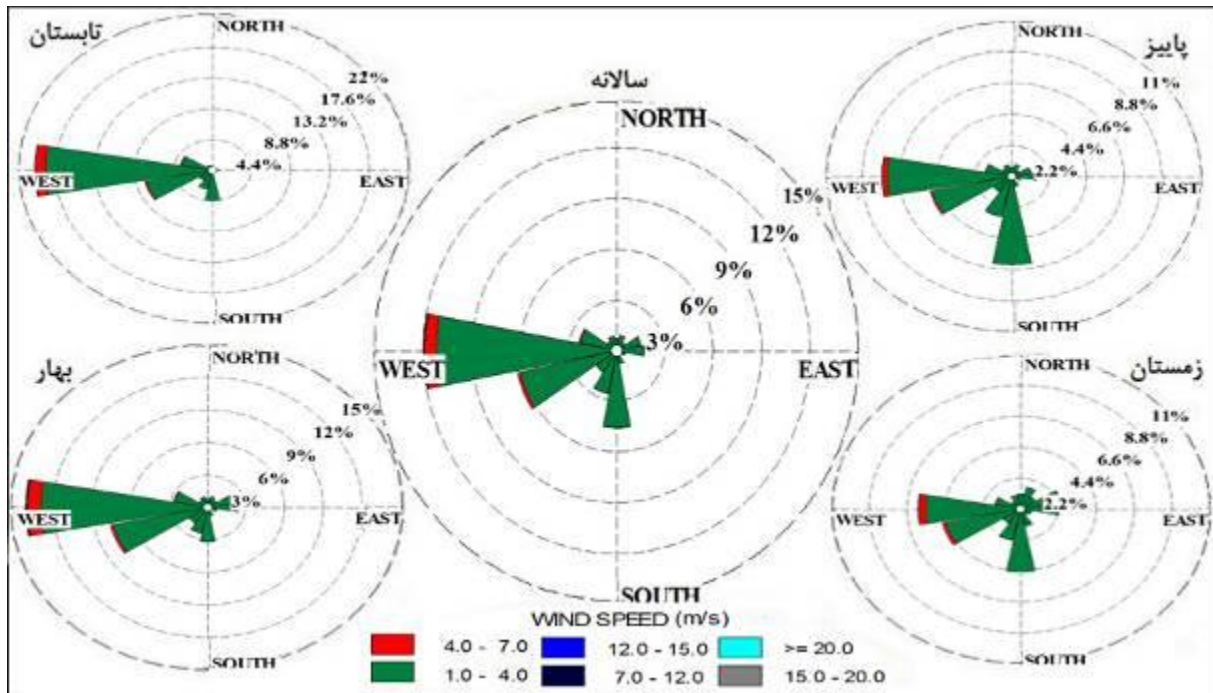 تابستان
NORTH
22%
17.6%
13.2%
8.8%
4.4%
WEST
EAST
SOUTH
پاییز
NORTH
11%
8.8%
6.6%
4.4%
2.2%
WEST
EAST
SOUTH
سالانه
NORTH
15%
12%
9%
6%
3%
WEST
EAST
SOUTH
بهار
NORTH
15%
12%
9%
6%
3%
WEST
EAST
SOUTH
زمستان
NORTH
11%
8.8%
6.6%
4.4%
2.2%
WEST
EAST
SOUTH
WIND SPEED (m/s)
4.0 - 7.0 12.0 - 15.0 >= 20.0
1.0 - 4.0 7.0 - 12.0 15.0 - 20.0